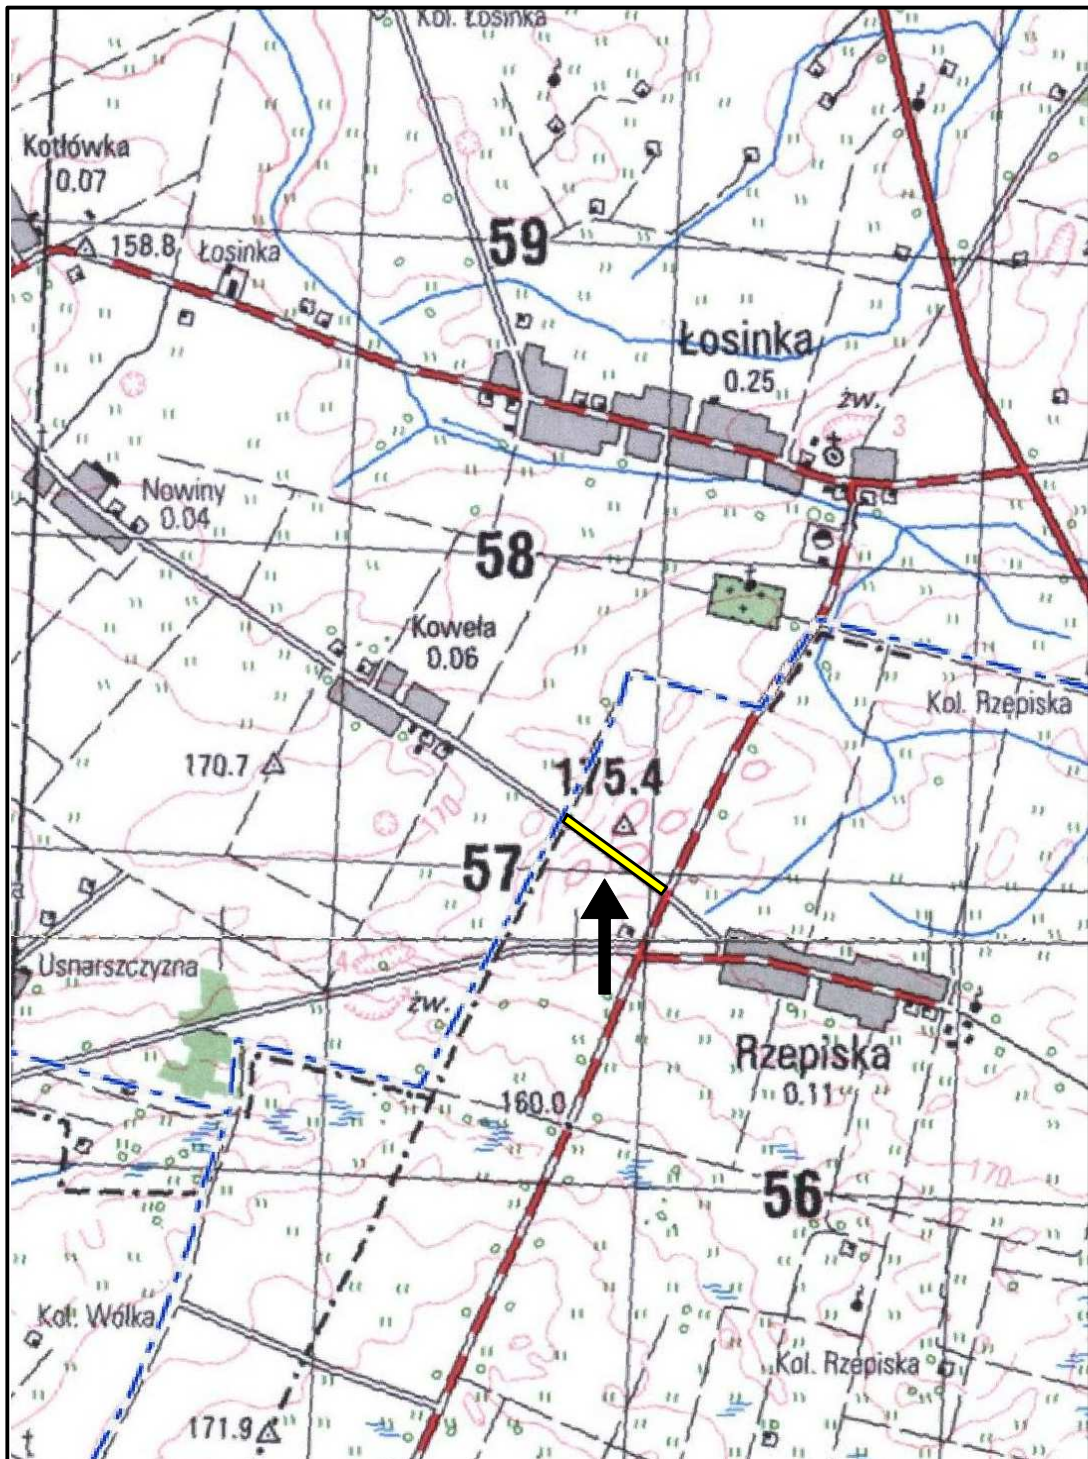 Kol. Łosinka
Kotłówka
0.07
158.8
Łosinka
59
Łosinka
0.25
żw.
3
Nowiny
0.04
58
Koweła
0.06
Kol. Rzepiska
170.7
175.4
170
57
Usnarszczyzna
4
żw.
Rzepiska
0.11
160.0
170
56
Kol. Wólka
Kol. Rzepiska
171.9
t